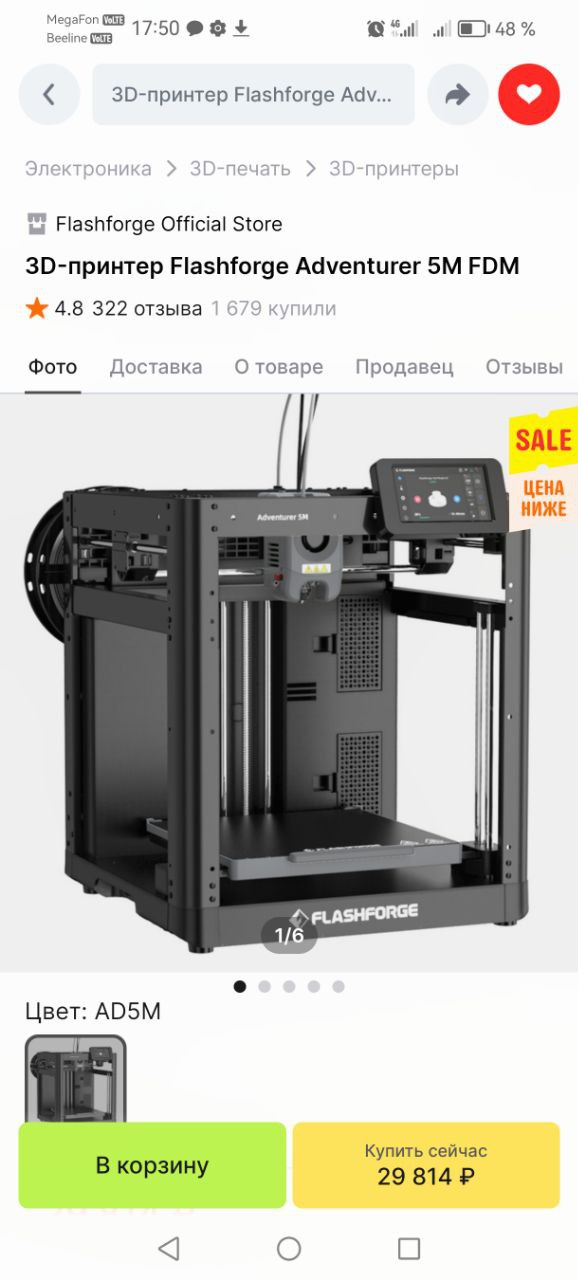 MegaFon VoLTE
Beeline VoLTE
17:50
4G
48 %
3D-принтер Flashforge Adv...
Электроника > 3D-печать > 3D-принтеры
Flashforge Official Store
3D-принтер Flashforge Adventurer 5M FDM
4.8 322 отзыва 1 679 купили
Фото Доставка О товаре Продавец Отзывы
SALE
ЦЕНА
НИЖЕ
Adventurer 5M
FLASHFORGE
FLASHFORGE
1/6
Цвет: AD5M
В корзину
Купить сейчас
29 814 ₽